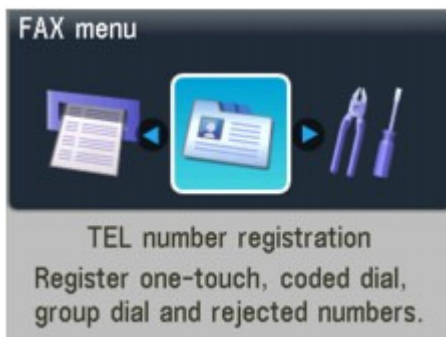 FAX menu
TEL number registration
Register one-touch, coded dial,
group dial and rejected numbers.